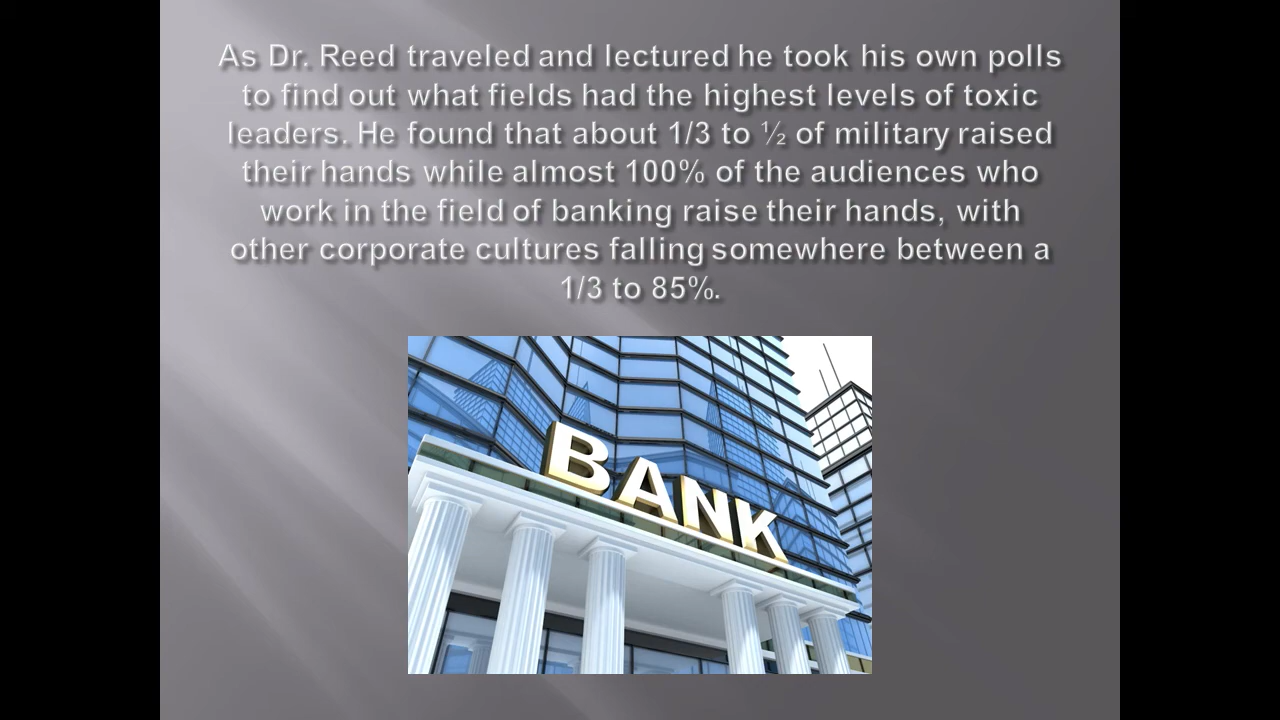 As Dr. Reed traveled and lectured he took his own polls
to find out what fields had the highest levels of toxic
leaders. He found that about 1/3 to ½ of military raised
their hands while almost 100% of the audiences who
work in the field of banking raise their hands, with
other corporate cultures falling somewhere between a
1/3 to 85%.
BANK